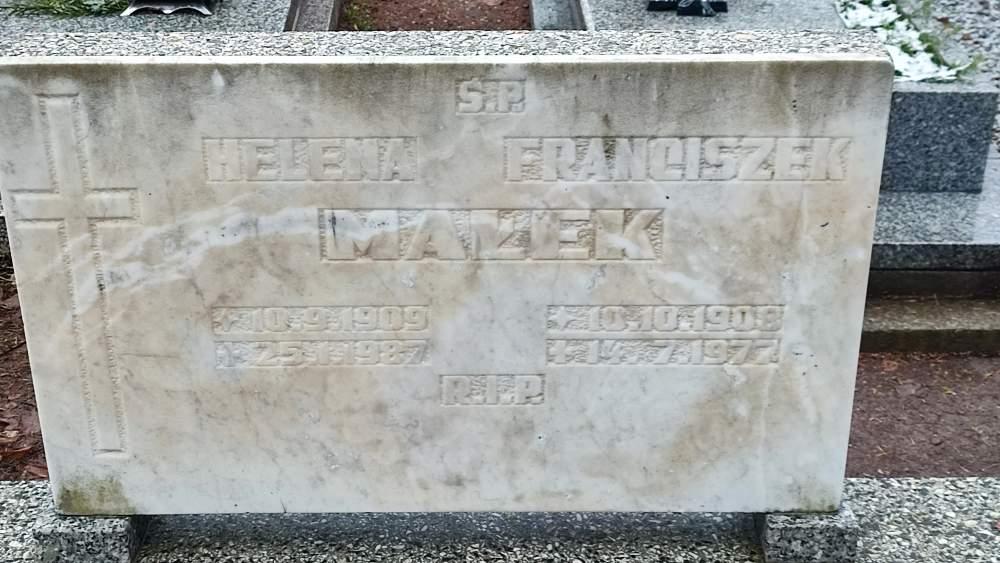 Ś.P.
HELENA FRANCISZEK
MAZEK
* 10.9.1909 * 10.10.1908
† 25.1.1987 † 14.7.1977
R.I.P.